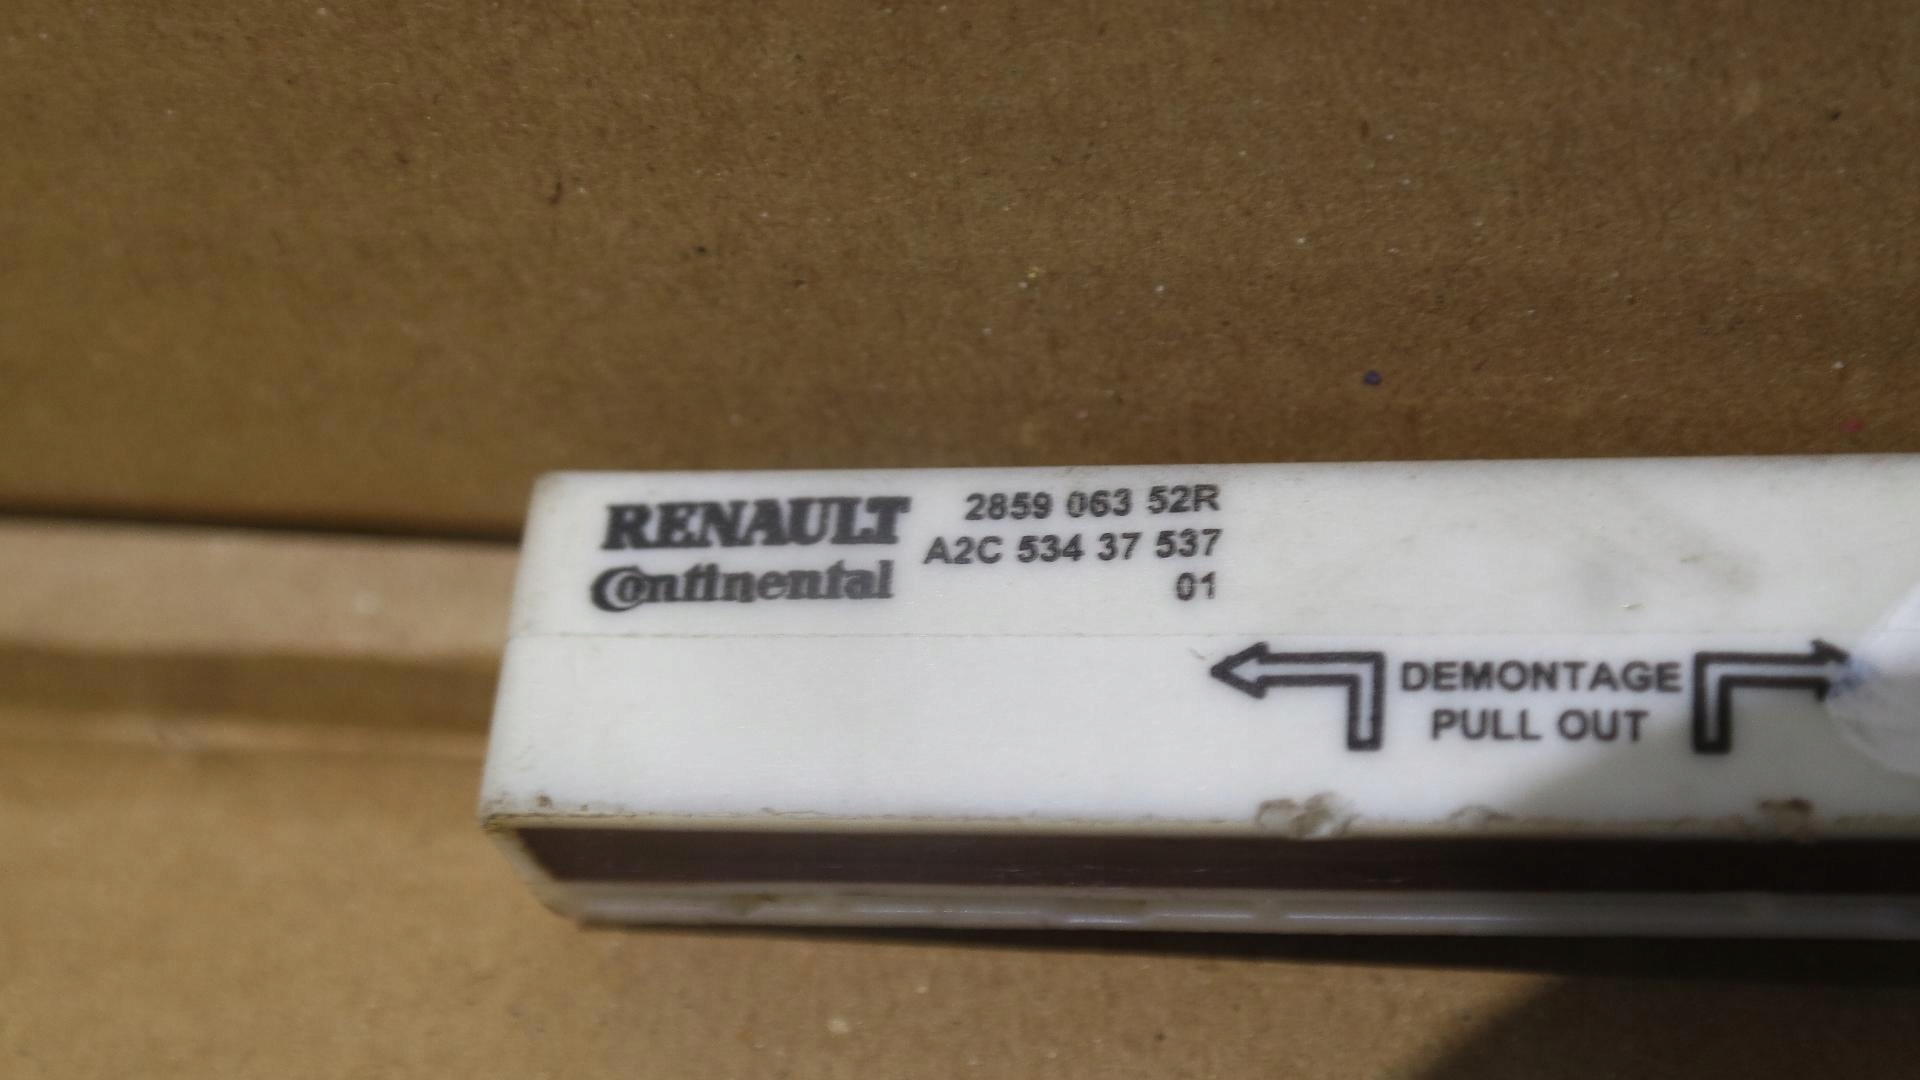 RENAULT 2859 063 52R
Continental A2C 534 37 537
01
DEMONTAGE
PULL OUT